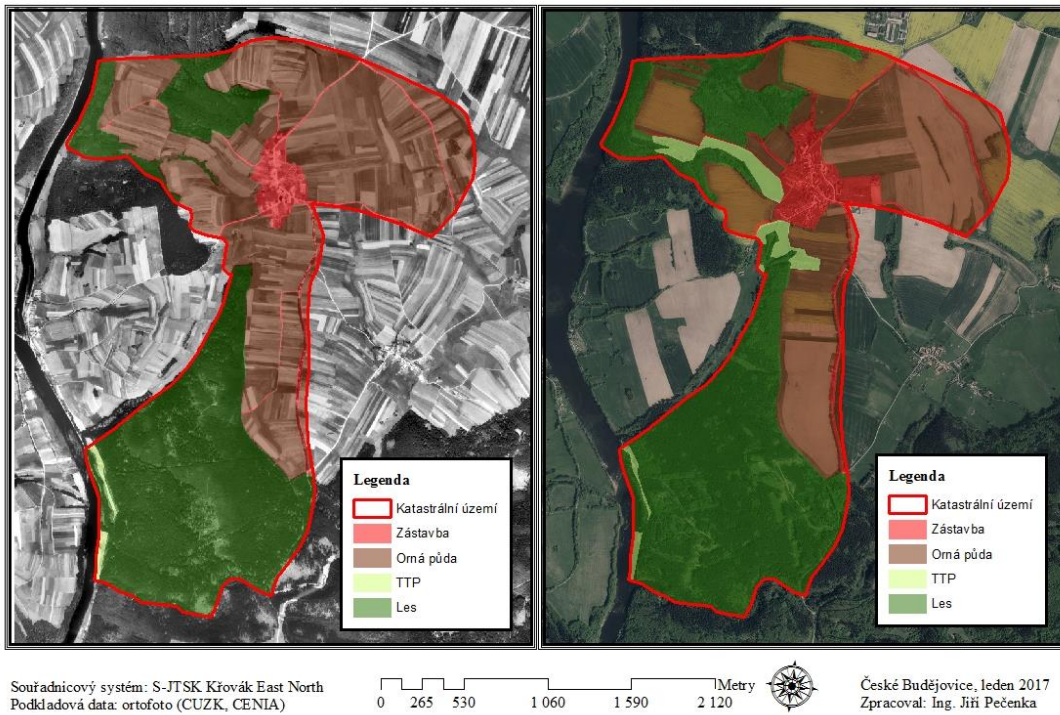 Legenda
Katastrální území
Zástavba
Orná půda
TTP
Les
Legenda
Katastrální území
Zástavba
Orná půda
TTP
Les
Souřadnicový systém: S-JTSK Křovák East North
Podkladová data: ortofoto (CUZK, CENIA)
Metry
0 265 530 1 060 1 590 2 120
České Budějovice, leden 2017
Zpracoval: Ing. Jiří Pečenka